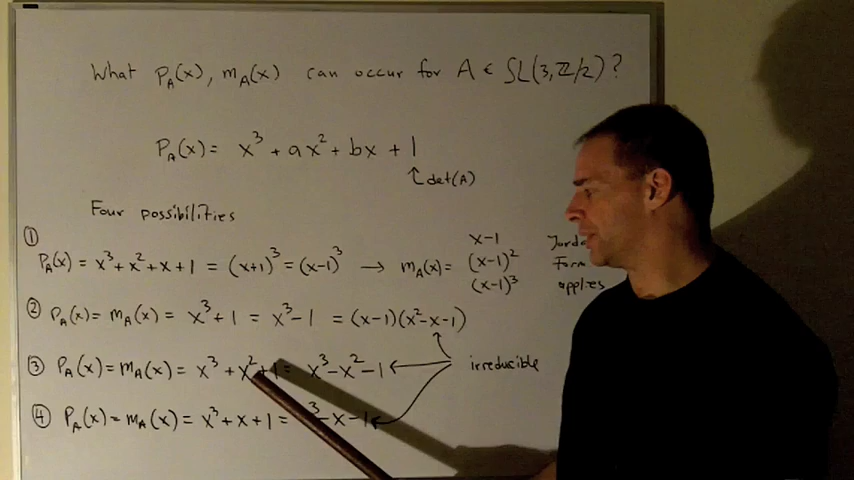 What P_A(x), m_A(x) can occur for A ∈ SL(3, ℤ/2)?
P_A(x) = x³ + ax² + bx + 1
det(A)
Four possibilities
① P_A(x) = x³ + x² + x + 1 = (x+1)³ = (x-1)³ → m_A(x) =
x-1
(x-1)²
(x-1)³
Form
applies
② P_A(x) = m_A(x) = x³ + 1 = x³ - 1 = (x-1)(x²-x-1)
③ P_A(x) = m_A(x) = x³ + x² + 1 = x³ - x² - 1
irreducible
④ P_A(x) = m_A(x) = x³ + x + 1 = ³ - x - 1